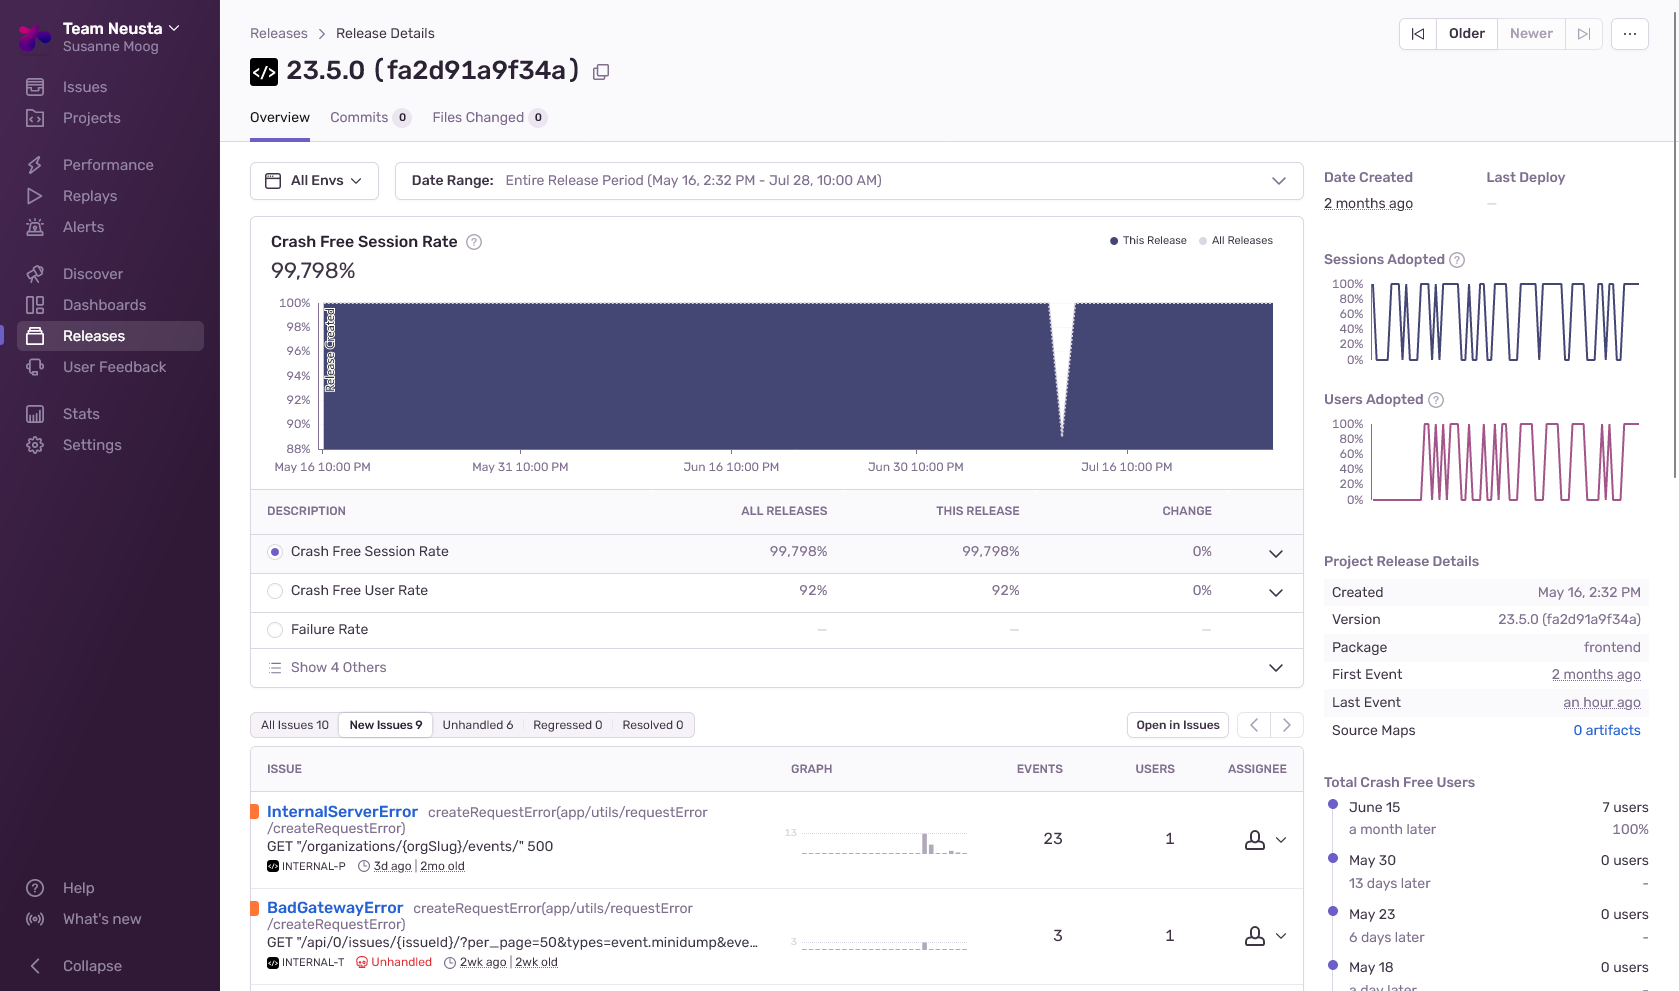 Team Neusta
Susanne Moog
Issues
Projects
Performance
Replays
Alerts
Discover
Dashboards
Releases
User Feedback
Stats
Settings
Help
What's new
Collapse
Releases > Release Details
Older
Newer
23.5.0 (fa2d91a9f34a)
Overview
Commits 0
Files Changed 0
All Envs
Date Range: Entire Release Period (May 16, 2:32 PM - Jul 28, 10:00 AM)
Crash Free Session Rate ?
99,798%
This Release
All Releases
100%
98%
96%
94%
92%
90%
88%
Release Created
May 16 10:00 PM
May 31 10:00 PM
Jun 16 10:00 PM
Jun 30 10:00 PM
Jul 16 10:00 PM
DESCRIPTION ALL RELEASES THIS RELEASE CHANGE
Crash Free Session Rate 99,798% 99,798% 0%
Crash Free User Rate 92% 92% 0%
Failure Rate — — —
Show 4 Others
All Issues 10
New Issues 9
Unhandled 6
Regressed 0
Resolved 0
Open in Issues
ISSUE GRAPH EVENTS USERS ASSIGNEE
InternalServerError createRequestError(app/utils/requestError
/createRequestError)
GET "/organizations/{orgSlug}/events/" 500
INTERNAL-P 3d ago | 2mo old
13
23
1
BadGatewayError createRequestError(app/utils/requestError
/createRequestError)
GET "/api/0/issues/{issueId}/?per_page=50&types=event.minidump&eve…
INTERNAL-T Unhandled 2wk ago | 2wk old
3
3
1
Date Created
2 months ago
Last Deploy
—
Sessions Adopted ?
100%
80%
60%
40%
20%
0%
Users Adopted ?
100%
80%
60%
40%
20%
0%
Project Release Details
Created May 16, 2:32 PM
Version 23.5.0 (fa2d91a9f34a)
Package frontend
First Event 2 months ago
Last Event an hour ago
Source Maps 0 artifacts
Total Crash Free Users
June 15 7 users
a month later 100%
May 30 0 users
13 days later -
May 23 0 users
6 days later -
May 18 0 users
a day later -